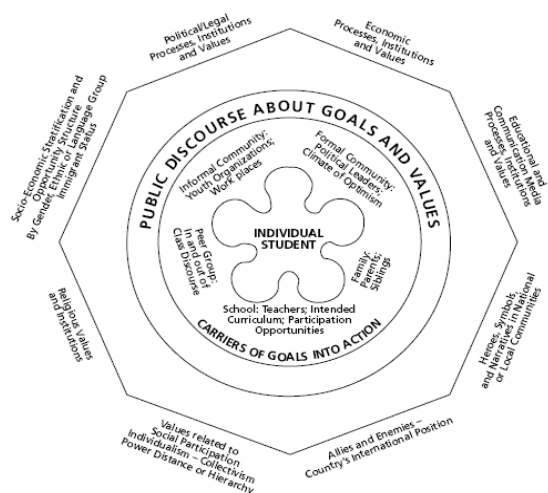 Political/Legal
Processes, Institutions
and Values
Economic
Processes, Institutions
and Values
Educational and
Communication Media
Processes, Institutions
and Values
Heroes, Symbols,
and Narratives in National
or Local Communities
Allies and Enemies –
Country's International Position
Values related to
Social Participation
Individualism – Collectivism
Power Distance or Hierarchy
Religious Values
and Institutions
Socio-Economic Stratification and
Opportunity Structure
By Gender, Ethnic or Language Group
Immigrant Status
PUBLIC DISCOURSE ABOUT GOALS AND VALUES
Informal Community:
Youth Organizations;
Work places
Formal Community:
Political Leaders;
Climate of Optimism
INDIVIDUAL
STUDENT
Peer Group:
In and out of
Class Discourse
Family:
Parents;
Siblings
School: Teachers; Intended
Curriculum; Participation
Opportunities
CARRIERS OF GOALS INTO ACTION